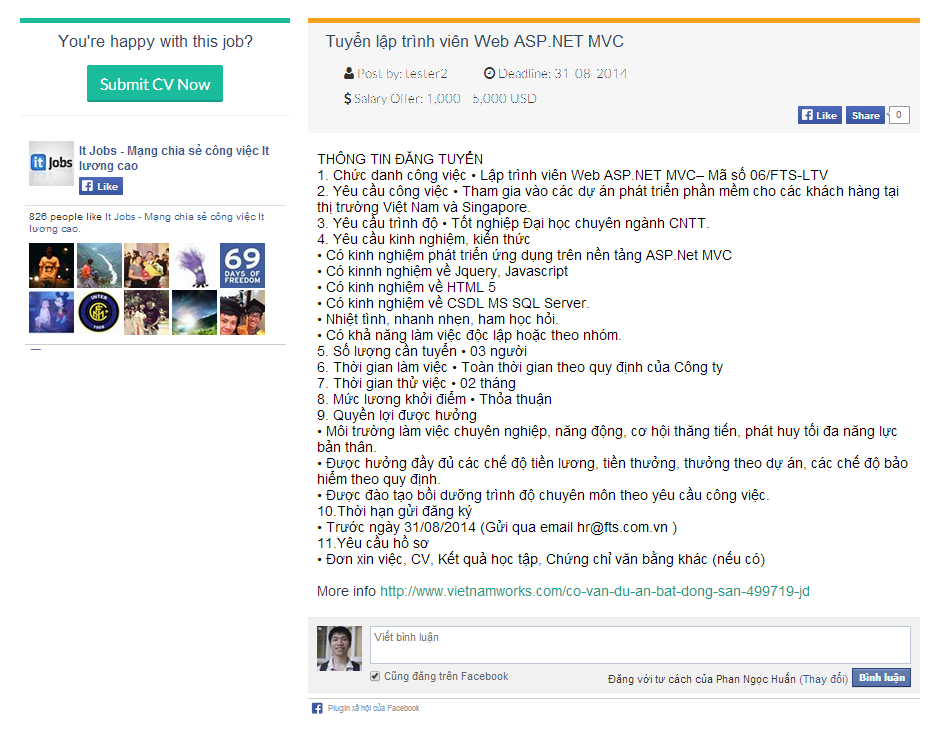 You're happy with this job?
Submit CV Now
it Jobs
It Jobs - Mạng chia sẻ công việc It
lương cao
Like
826 people like It Jobs - Mạng chia sẻ công việc It
lương cao.
69
DAYS OF
FREEDOM
INTER
Tuyển lập trình viên Web ASP.NET MVC
Post by: tester2 Deadline: 31-08-2014
$ Salary Offer: 1,000 - 5,000 USD
Like Share 0
THÔNG TIN ĐĂNG TUYỂN
1. Chức danh công việc • Lập trình viên Web ASP.NET MVC– Mã số 06/FTS-LTV
2. Yêu cầu công việc • Tham gia vào các dự án phát triển phần mềm cho các khách hàng tại
thị trường Việt Nam và Singapore.
3. Yêu cầu trình độ • Tốt nghiệp Đại học chuyên ngành CNTT.
4. Yêu cầu kinh nghiệm, kiến thức
• Có kinh nghiệm phát triển ứng dụng trên nền tảng ASP.Net MVC
• Có kinnh nghiệm về Jquery, Javascript
• Có kinh nghiệm về HTML 5
• Có kinh nghiệm về CSDL MS SQL Server.
• Nhiệt tình, nhanh nhẹn, ham học hỏi.
• Có khả năng làm việc độc lập hoặc theo nhóm.
5. Số lượng cần tuyển • 03 người
6. Thời gian làm việc • Toàn thời gian theo quy định của Công ty
7. Thời gian thử việc • 02 tháng
8. Mức lương khởi điểm • Thỏa thuận
9. Quyền lợi được hưởng
• Môi trường làm việc chuyên nghiệp, năng động, cơ hội thăng tiến, phát huy tối đa năng lực
bản thân.
• Được hưởng đầy đủ các chế độ tiền lương, tiền thưởng, thưởng theo dự án, các chế độ bảo
hiểm theo quy định.
• Được đào tạo bồi dưỡng trình độ chuyên môn theo yêu cầu công việc.
10.Thời hạn gửi đăng ký
• Trước ngày 31/08/2014 (Gửi qua email hr@fts.com.vn )
11.Yêu cầu hồ sơ
• Đơn xin việc, CV, Kết quả học tập, Chứng chỉ văn bằng khác (nếu có)
More info http://www.vietnamworks.com/co-van-du-an-bat-dong-san-499719-jd
Viết bình luận
Cũng đăng trên Facebook
Đăng với tư cách của Phan Ngọc Huấn (Thay đổi) Bình luận
Plugin xã hội của Facebook